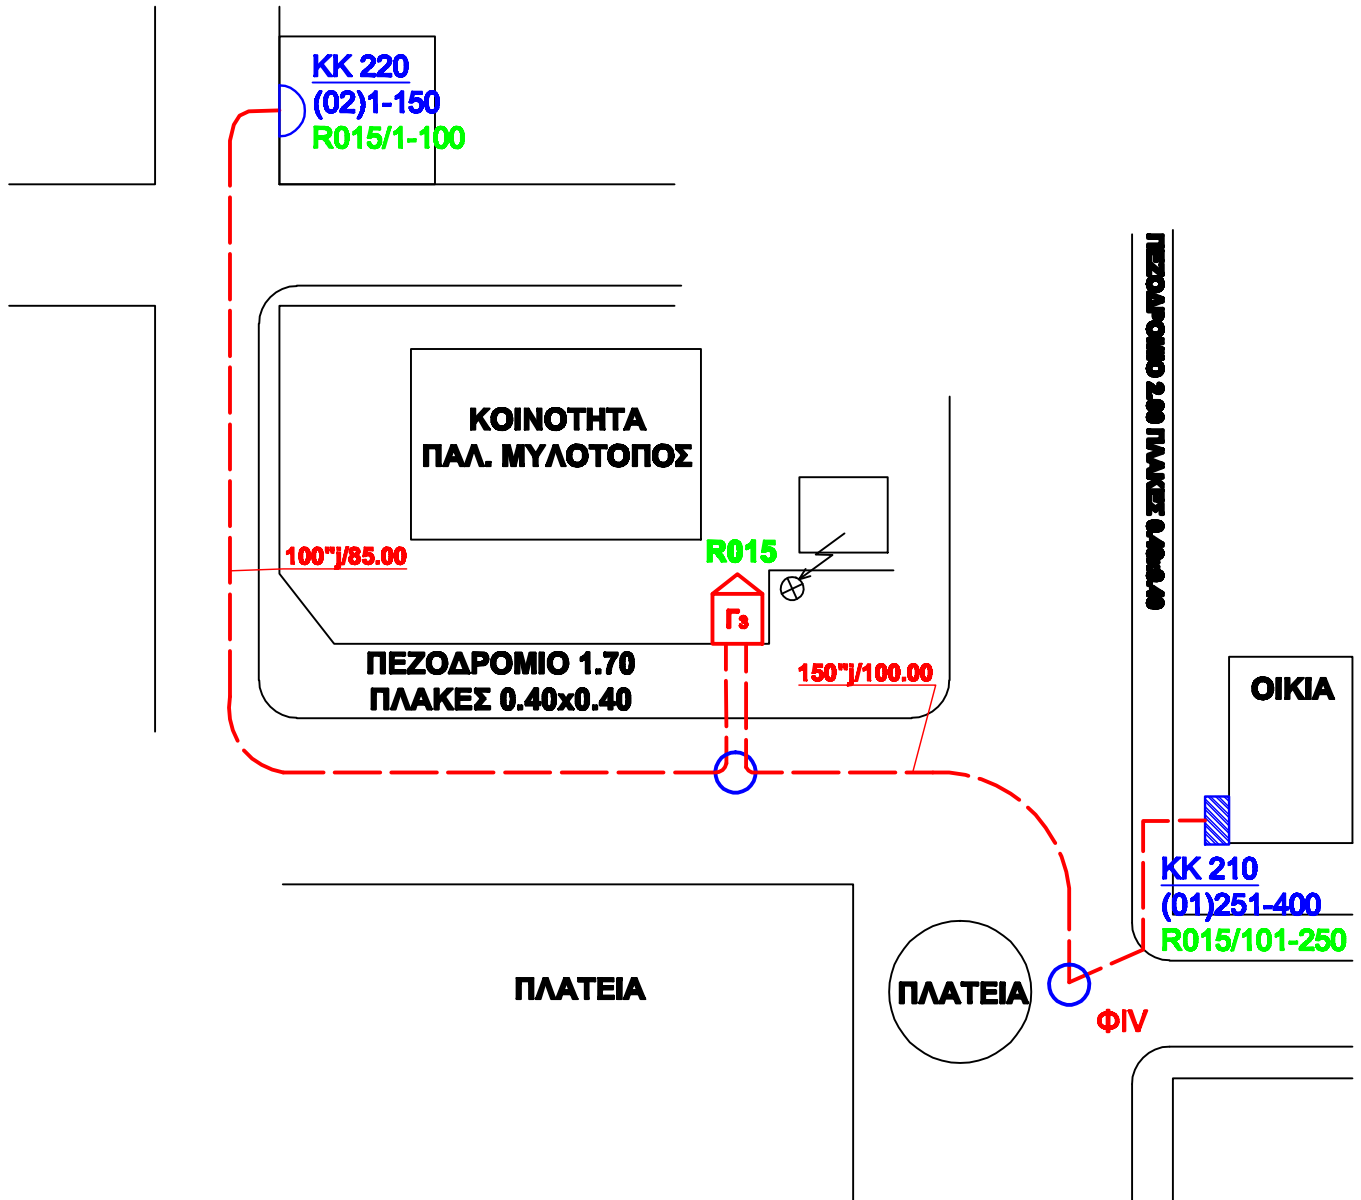 KK 220
(02)1-150
R015/1-100
ΠΕΖΟΔΡΟΜΙΟ 2.60 ΠΛΑΚΕΣ 0.40x0.40
ΚΟΙΝΟΤΗΤΑ
ΠΑΛ. ΜΥΛΟΤΟΠΟΣ
R015
100"j/85.00
Γ3
ΠΕΖΟΔΡΟΜΙΟ 1.70
ΠΛΑΚΕΣ 0.40x0.40
150"j/100.00
ΟΙΚΙΑ
KK 210
(01)251-400
R015/101-250
ΠΛΑΤΕΙΑ
ΠΛΑΤΕΙΑ
ΦIV